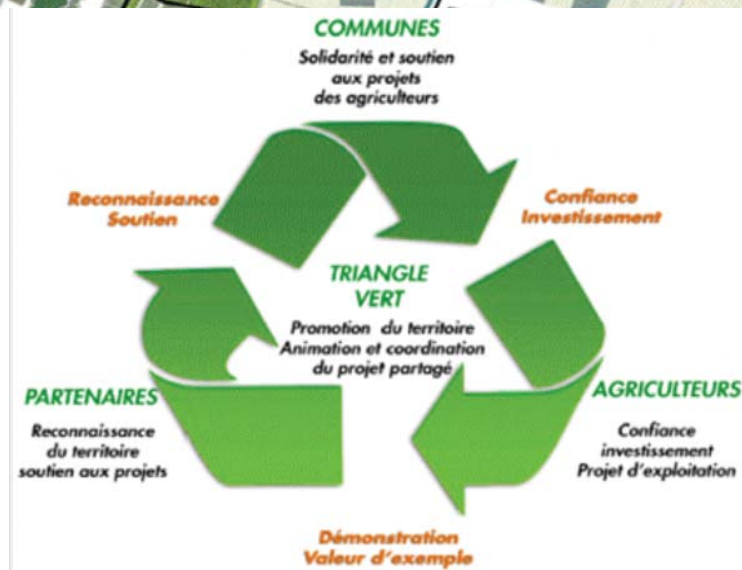 COMMUNES
Solidarité et soutien
aux projets
des agriculteurs
Reconnaissance
Soutien
Confiance
Investissement
TRIANGLE
VERT
Promotion du territoire
Animation et coordination
du projet partagé
PARTENAIRES
Reconnaissance
du territoire
soutien aux projets
AGRICULTEURS
Confiance
investissement
Projet d'exploitation
Démonstration
Valeur d'exemple